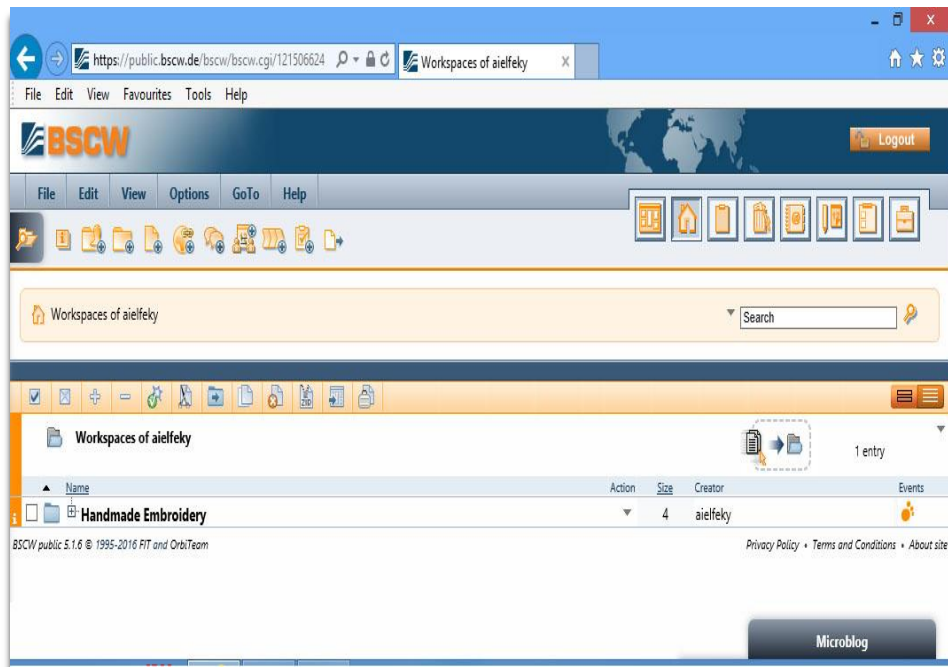 https://public.bscw.de/bscw/bscw.cgi/121506624
Workspaces of aielfeky
File Edit View Favourites Tools Help
BSCW
Logout
File Edit View Options GoTo Help
Workspaces of aielfeky
Search
ZIP
Workspaces of aielfeky
1 entry
Name Action Size Creator Events
Handmade Embroidery 4 aielfeky
BSCW public 5.1.6 © 1995-2016 FIT and OrbiTeam Privacy Policy • Terms and Conditions • About site
Microblog